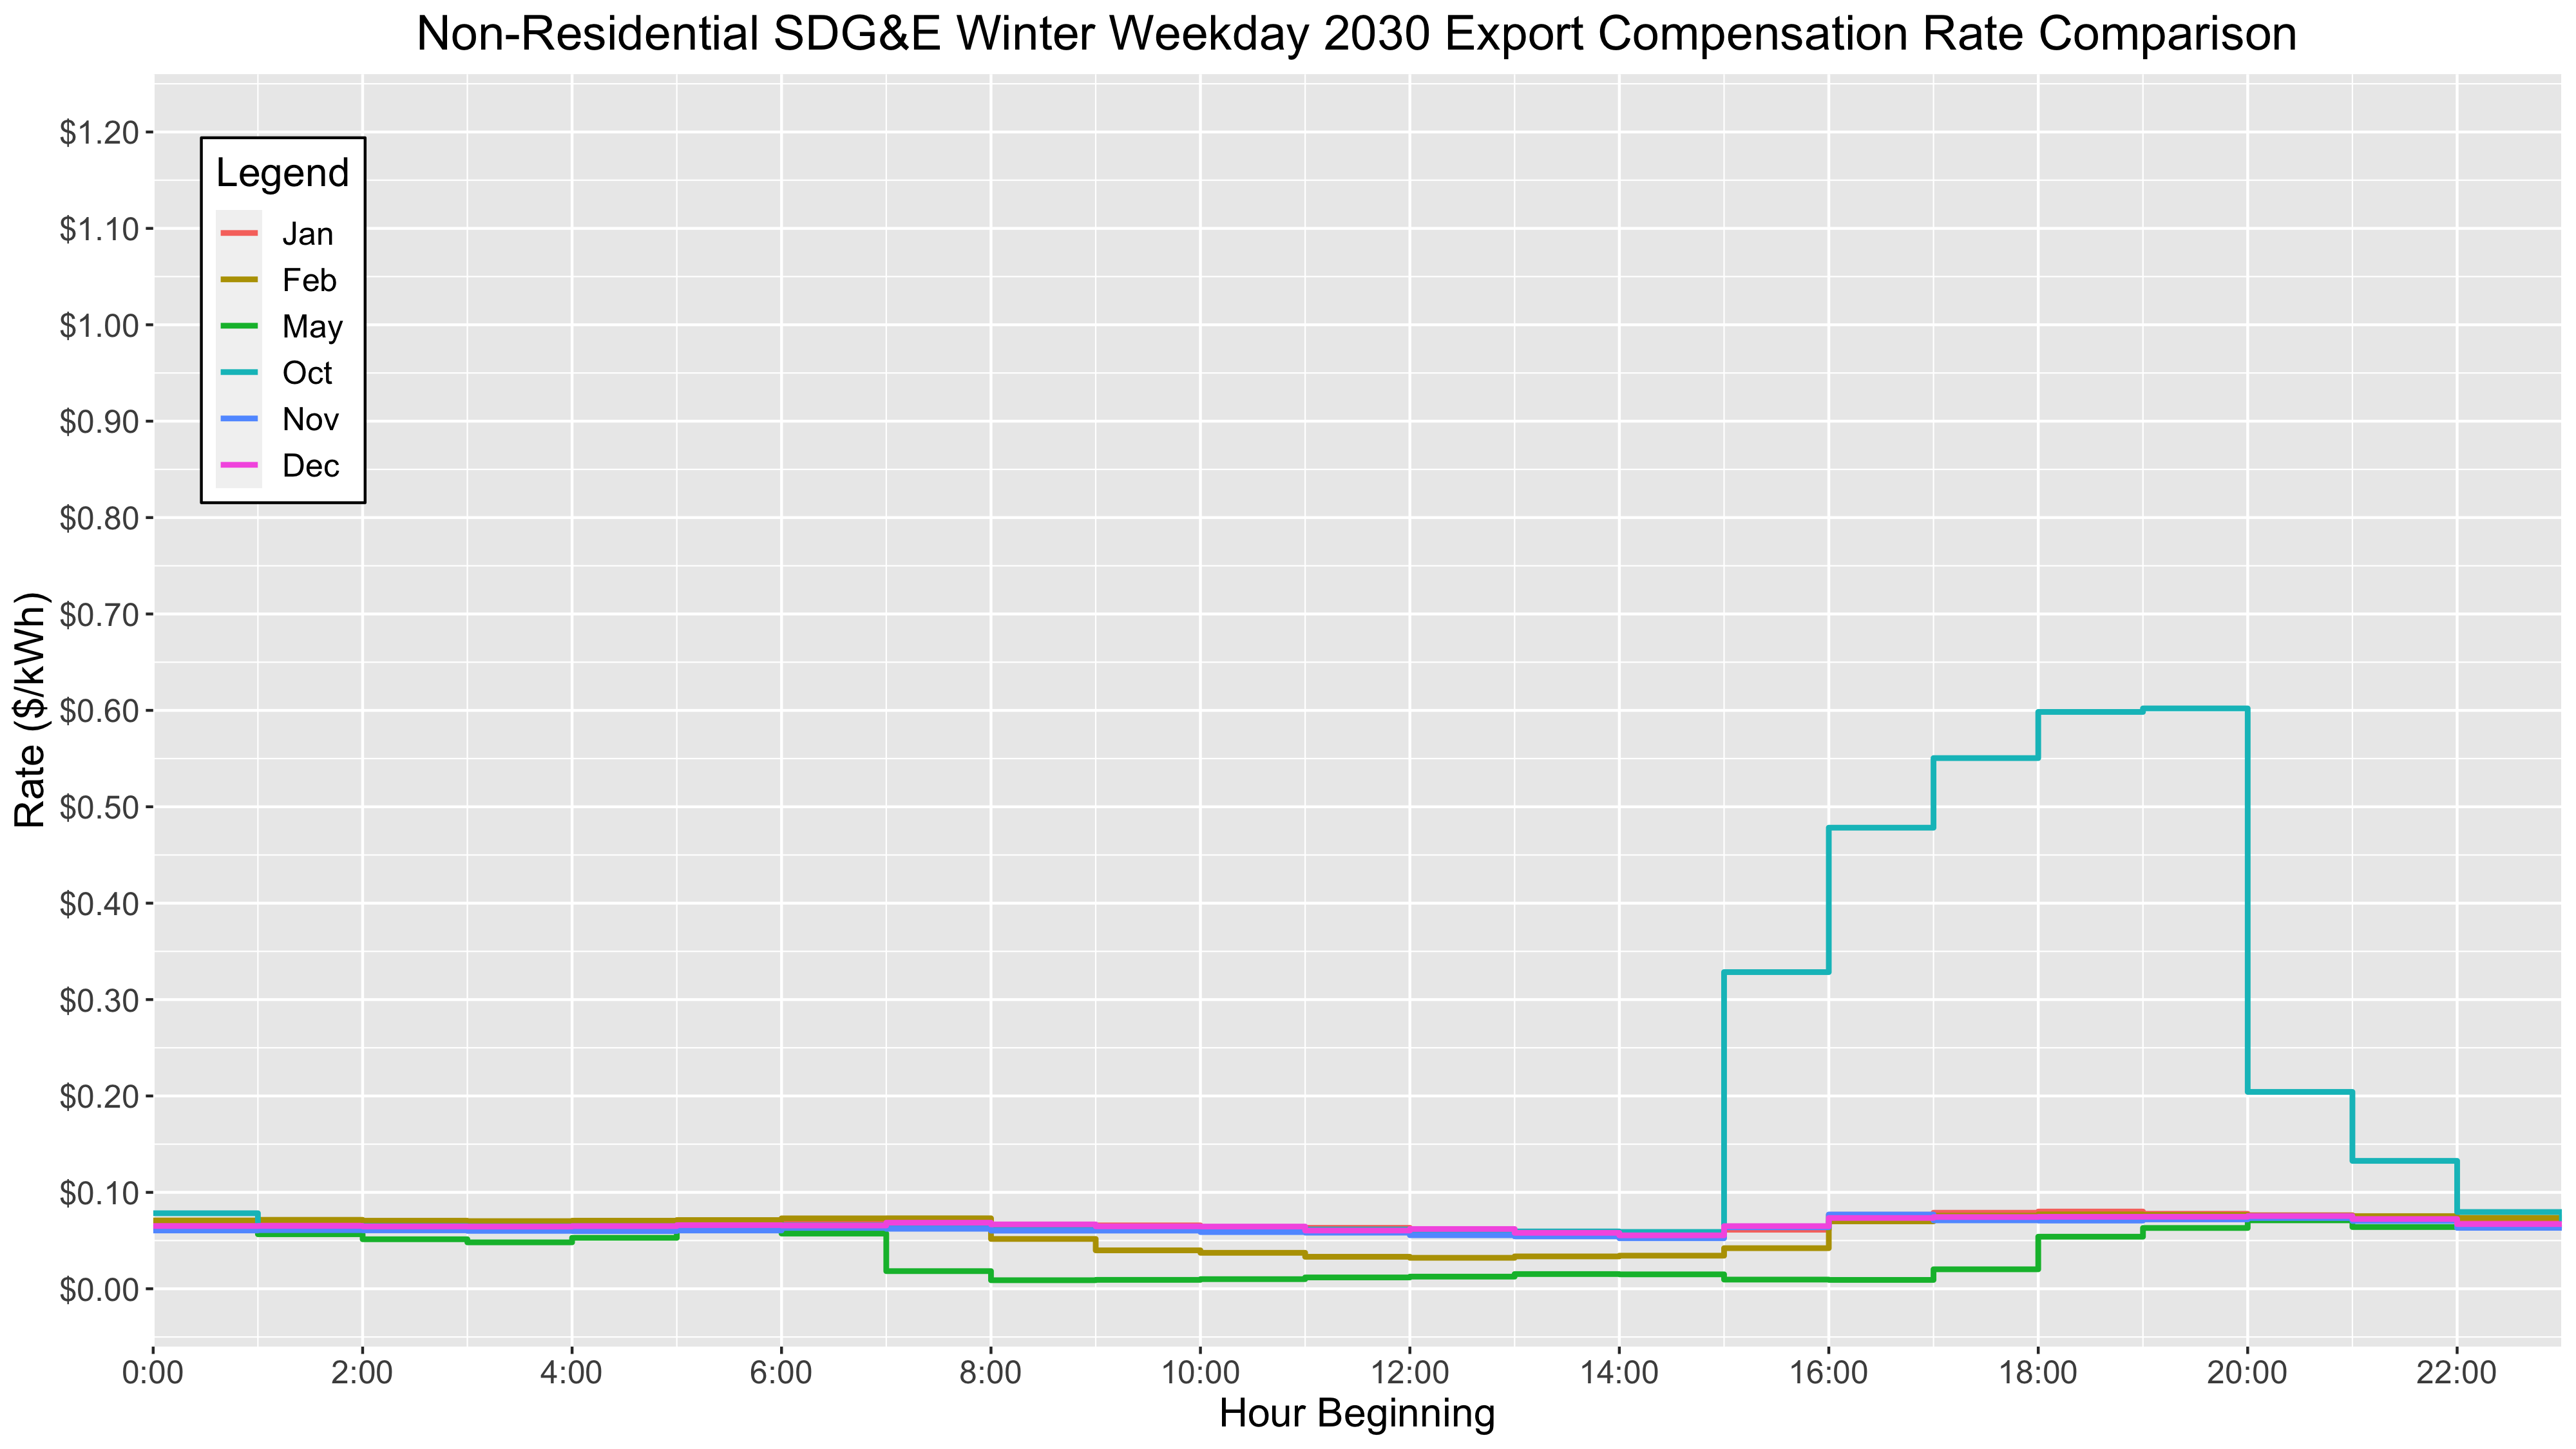 Non-Residential SDG&E Winter Weekday 2030 Export Compensation Rate Comparison
$1.20
$1.10
$1.00
$0.90
$0.80
$0.70
$0.60
$0.50
$0.40
$0.30
$0.20
$0.10
$0.00
Rate ($/kWh)
Legend
Jan
Feb
May
Oct
Nov
Dec
0:00 2:00 4:00 6:00 8:00 10:00 12:00 14:00 16:00 18:00 20:00 22:00
Hour Beginning